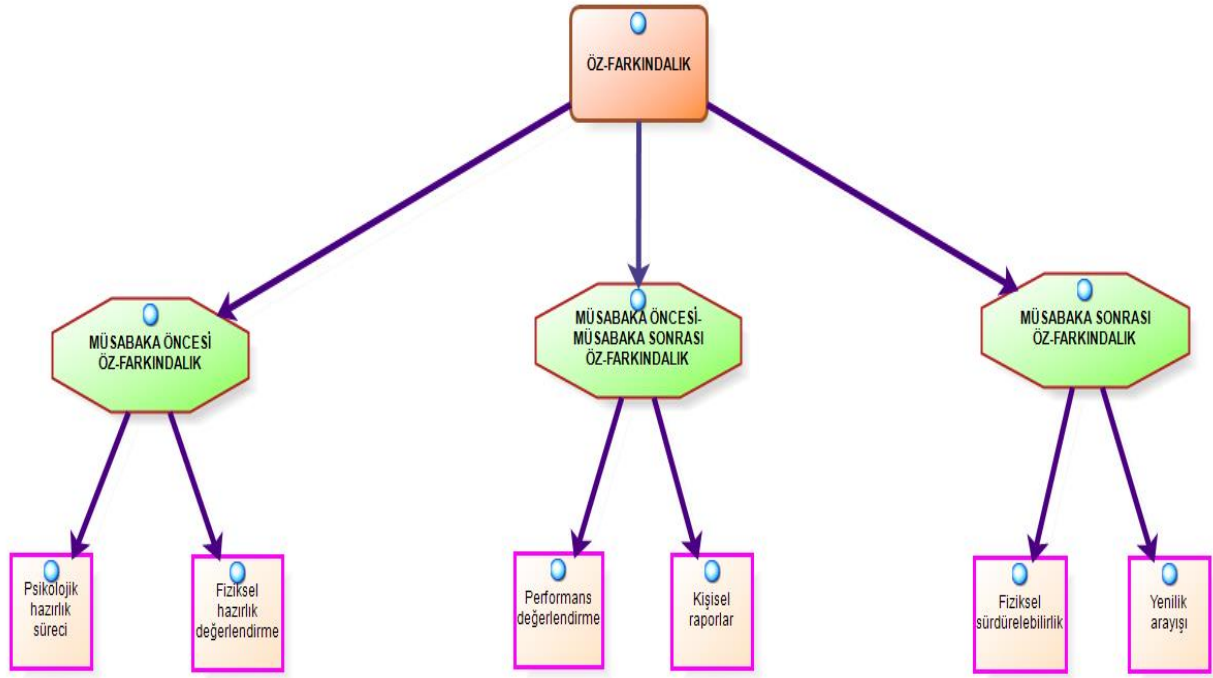 ÖZ-FARKINDALIK
MÜSABAKA ÖNCESİ
ÖZ-FARKINDALIK
MÜSABAKA ÖNCESİ-
MÜSABAKA SONRASI
ÖZ-FARKINDALIK
MÜSABAKA SONRASI
ÖZ-FARKINDALIK
Psikolojik
hazırlık
süreci
Fiziksel
hazırlık
değerlendirme
Performans
değerlendirme
Kişisel
raporlar
Fiziksel
sürdürelebilirlik
Yenilik
arayışı